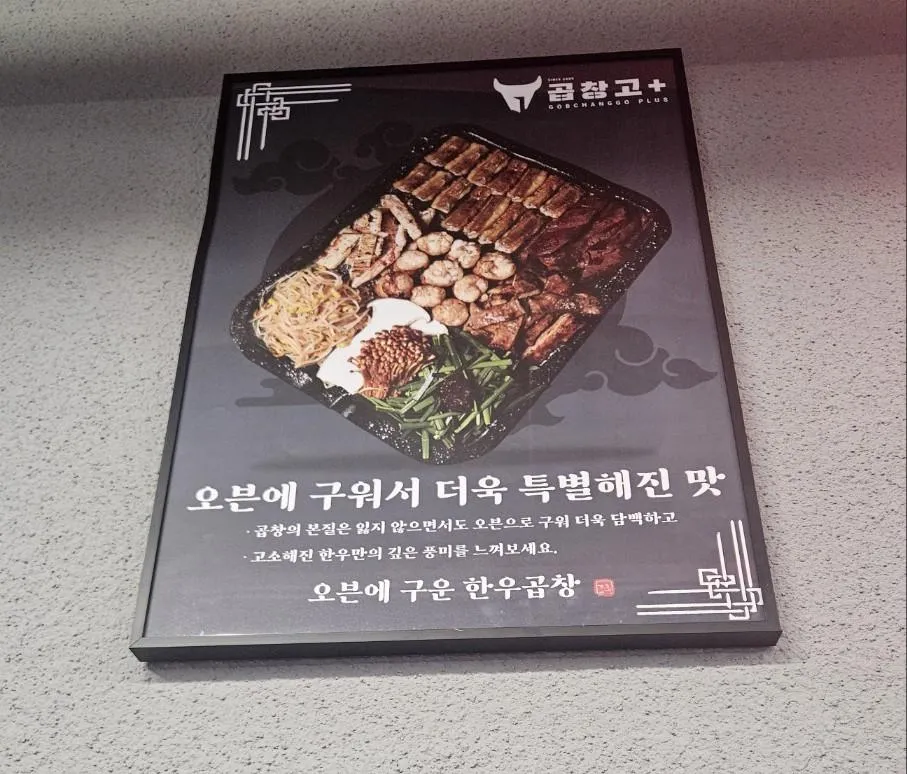 곱창고+
GOBCHANGGO PLUS
오븐에 구워서 더욱 특별해진 맛
· 곱창의 본질은 잃지 않으면서도 오븐으로 구워 더욱 담백하고
· 고소해진 한우만의 깊은 풍미를 느껴보세요.
오븐에 구운 한우곱창